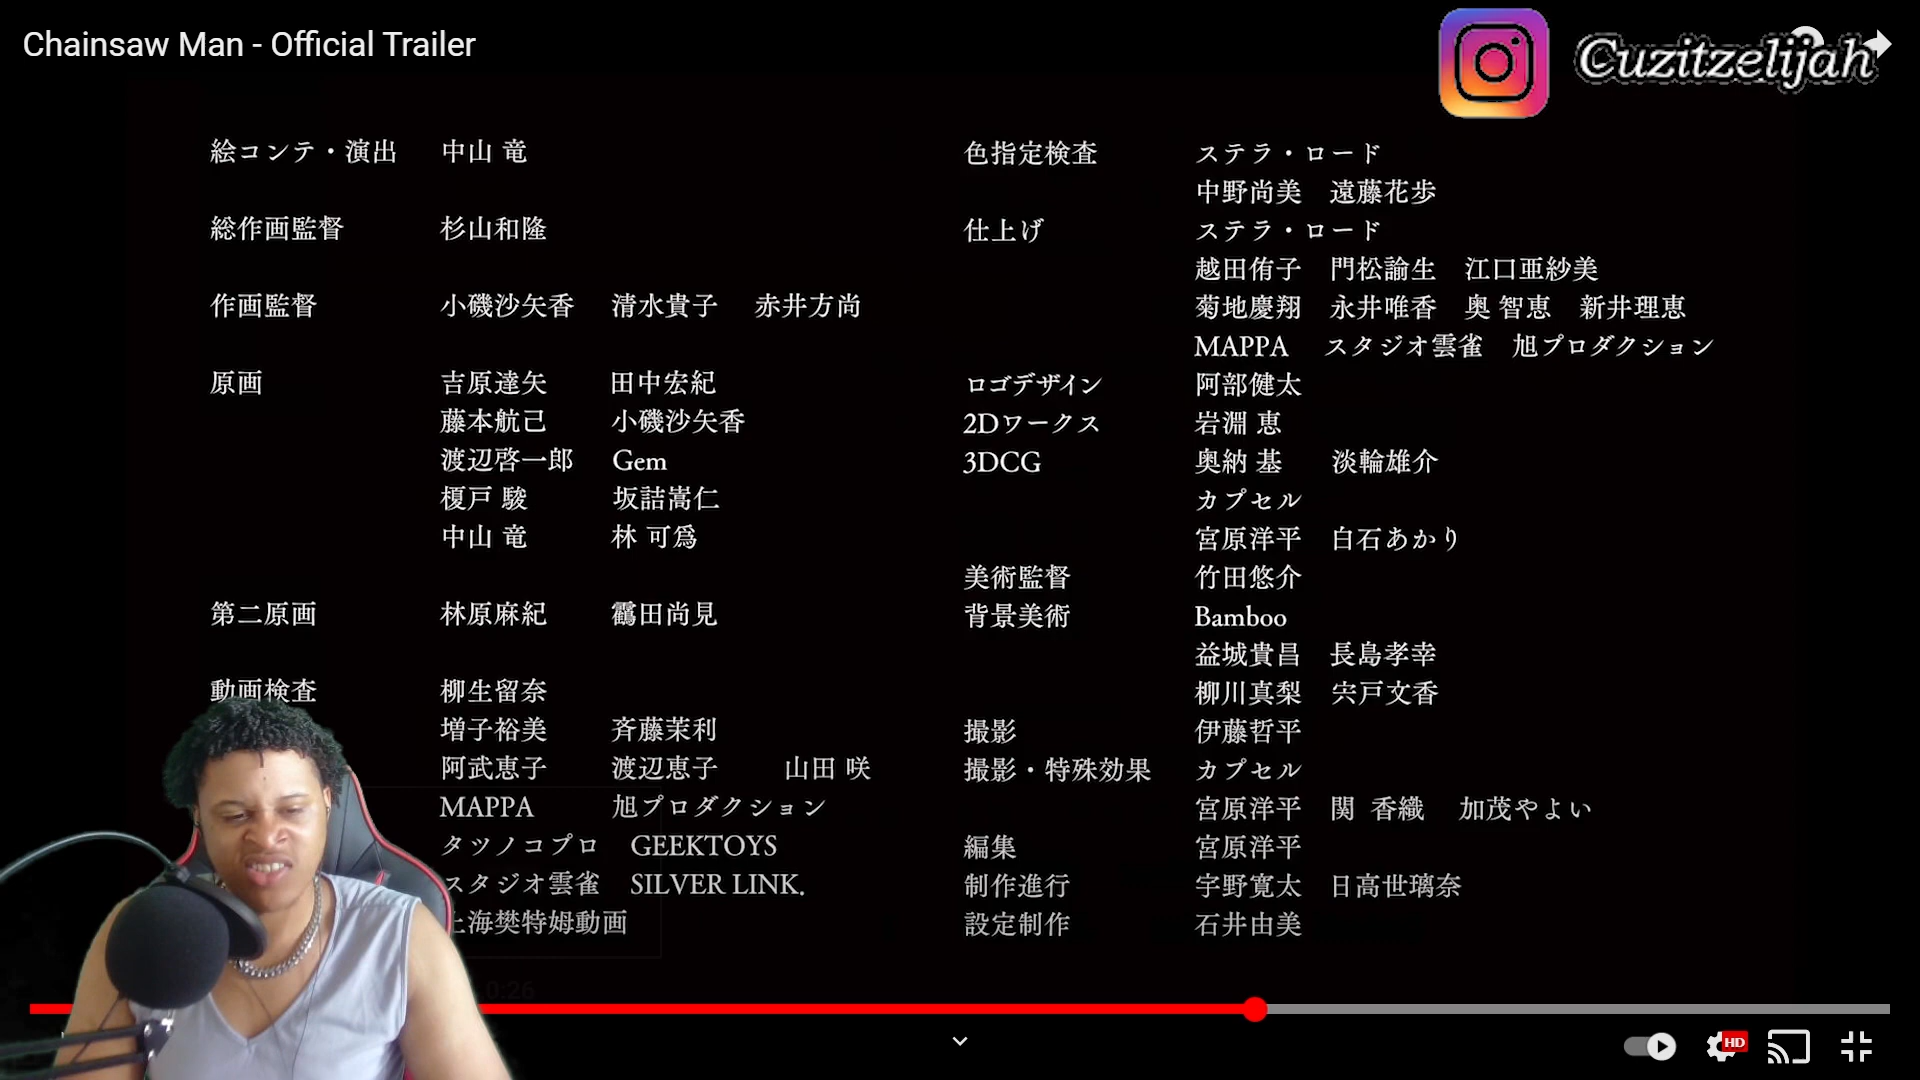 Chainsaw Man - Official Trailer
Cuzitzelijah
絵コンテ・演出 中山 竜
総作画監督 杉山和隆
作画監督 小磯沙矢香 清水貴子 赤井方尚
原画 吉原達矢 田中宏紀
藤本航己 小磯沙矢香
渡辺啓一郎 Gem
榎戸 駿 坂詰嵩仁
中山 竜 林 可爲
第二原画 林原麻紀 靏田尚見
動画検査 柳生留奈
増子裕美 斉藤茉利
阿武恵子 渡辺恵子 山田 咲
MAPPA 旭プロダクション
タツノコプロ GEEKTOYS
スタジオ雲雀 SILVER LINK.
上海樊特姆動画
色指定検査 ステラ・ロード
中野尚美 遠藤花歩
仕上げ ステラ・ロード
越田侑子 門松諭生 江口亜紗美
菊地慶翔 永井唯香 奥 智恵 新井理恵
MAPPA スタジオ雲雀 旭プロダクション
ロゴデザイン 阿部健太
2Dワークス 岩淵 恵
3DCG 奥納 基 淡輪雄介
カプセル
宮原洋平 白石あかり
美術監督 竹田悠介
背景美術 Bamboo
益城貴昌 長島孝幸
柳川真梨 宍戸文香
撮影 伊藤哲平
撮影・特殊効果 カプセル
宮原洋平 関 香織 加茂やよい
編集 宮原洋平
制作進行 宇野寛太 日高世璃奈
設定制作 石井由美
0:26
HD